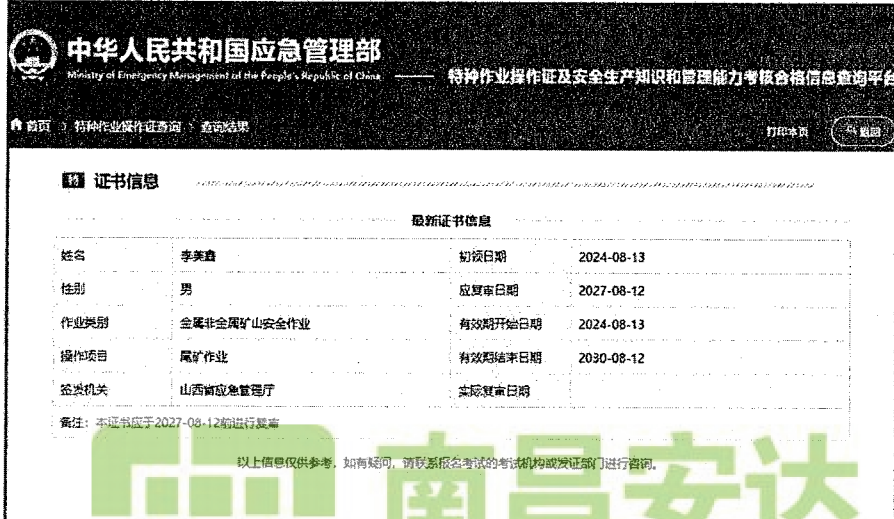 中华人民共和国应急管理部
Ministry of Emergency Management of the People's Republic of China
特种作业操作证及安全生产知识和管理能力考核合格信息查询平台
首页 > 特种作业操作证查询 > 查询结果
打印本页
返回
证书信息
最新证书信息
姓名 李美鑫 初领日期 2024-08-13
性别 男 应复审日期 2027-08-12
作业类别 金属非金属矿山安全作业 有效期开始日期 2024-08-13
操作项目 尾矿作业 有效期结束日期 2030-08-12
签发机关 山西省应急管理厅 实际复审日期
备注：本证书应于2027-08-12前进行复审
以上信息仅供参考，如有疑问，请联系报名考试的考试机构或发证部门进行咨询。
南昌安达